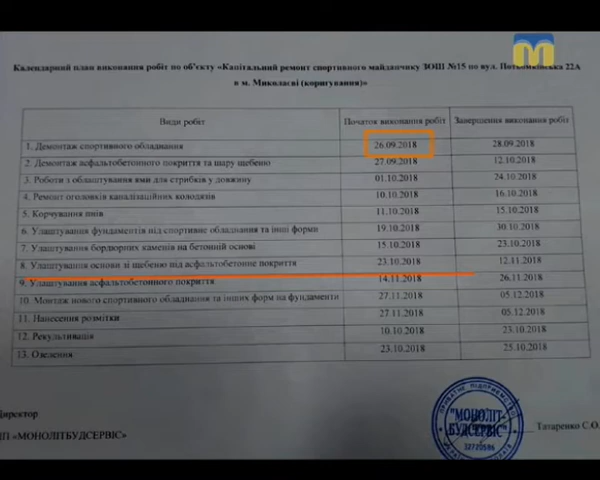 Календарний план виконання робіт по об'єкту «Капітальний ремонт спортивного майданчику ЗОШ №15 по вул. Потьомкінська 22А
в м. Миколаєві (коригування)»
Види робіт Початок виконання робіт Завершення виконання робіт
1. Демонтаж спортивного обладнання 26.09.2018 28.09.2018
2. Демонтаж асфальтобетонного покриття та шару щебеню 27.09.2018 12.10.2018
3. Роботи з облаштування ями для стрибків у довжину 01.10.2018 24.10.2018
4. Ремонт оголовків каналізаційних колодязів 10.10.2018 16.10.2018
5. Корчування пнів 11.10.2018 15.10.2018
6. Улаштування фундаментів під спортивне обладнання та інші форми 19.10.2018 30.10.2018
7. Улаштування бордюрних каменів на бетонній основі 15.10.2018 23.10.2018
8. Улаштування основи зі щебеню під асфальтобетонне покриття 23.10.2018 12.11.2018
9. Улаштування асфальтобетонного покриття 14.11.2018 26.11.2018
10. Монтаж нового спортивного обладнання та інших форм на фундаменти 27.11.2018 05.12.2018
11. Нанесення розмітки 27.11.2018 05.12.2018
12. Рекультивація 10.10.2018 23.10.2018
13. Озеленення 23.10.2018 25.10.2018
Директор
ПП «МОНОЛІТБУДСЕРВІС» Татаренко С.О.
ПРИВАТНЕ ПІДПРИЄМСТВО
"МОНОЛІТ
БУДСЕРВІС"
32720586